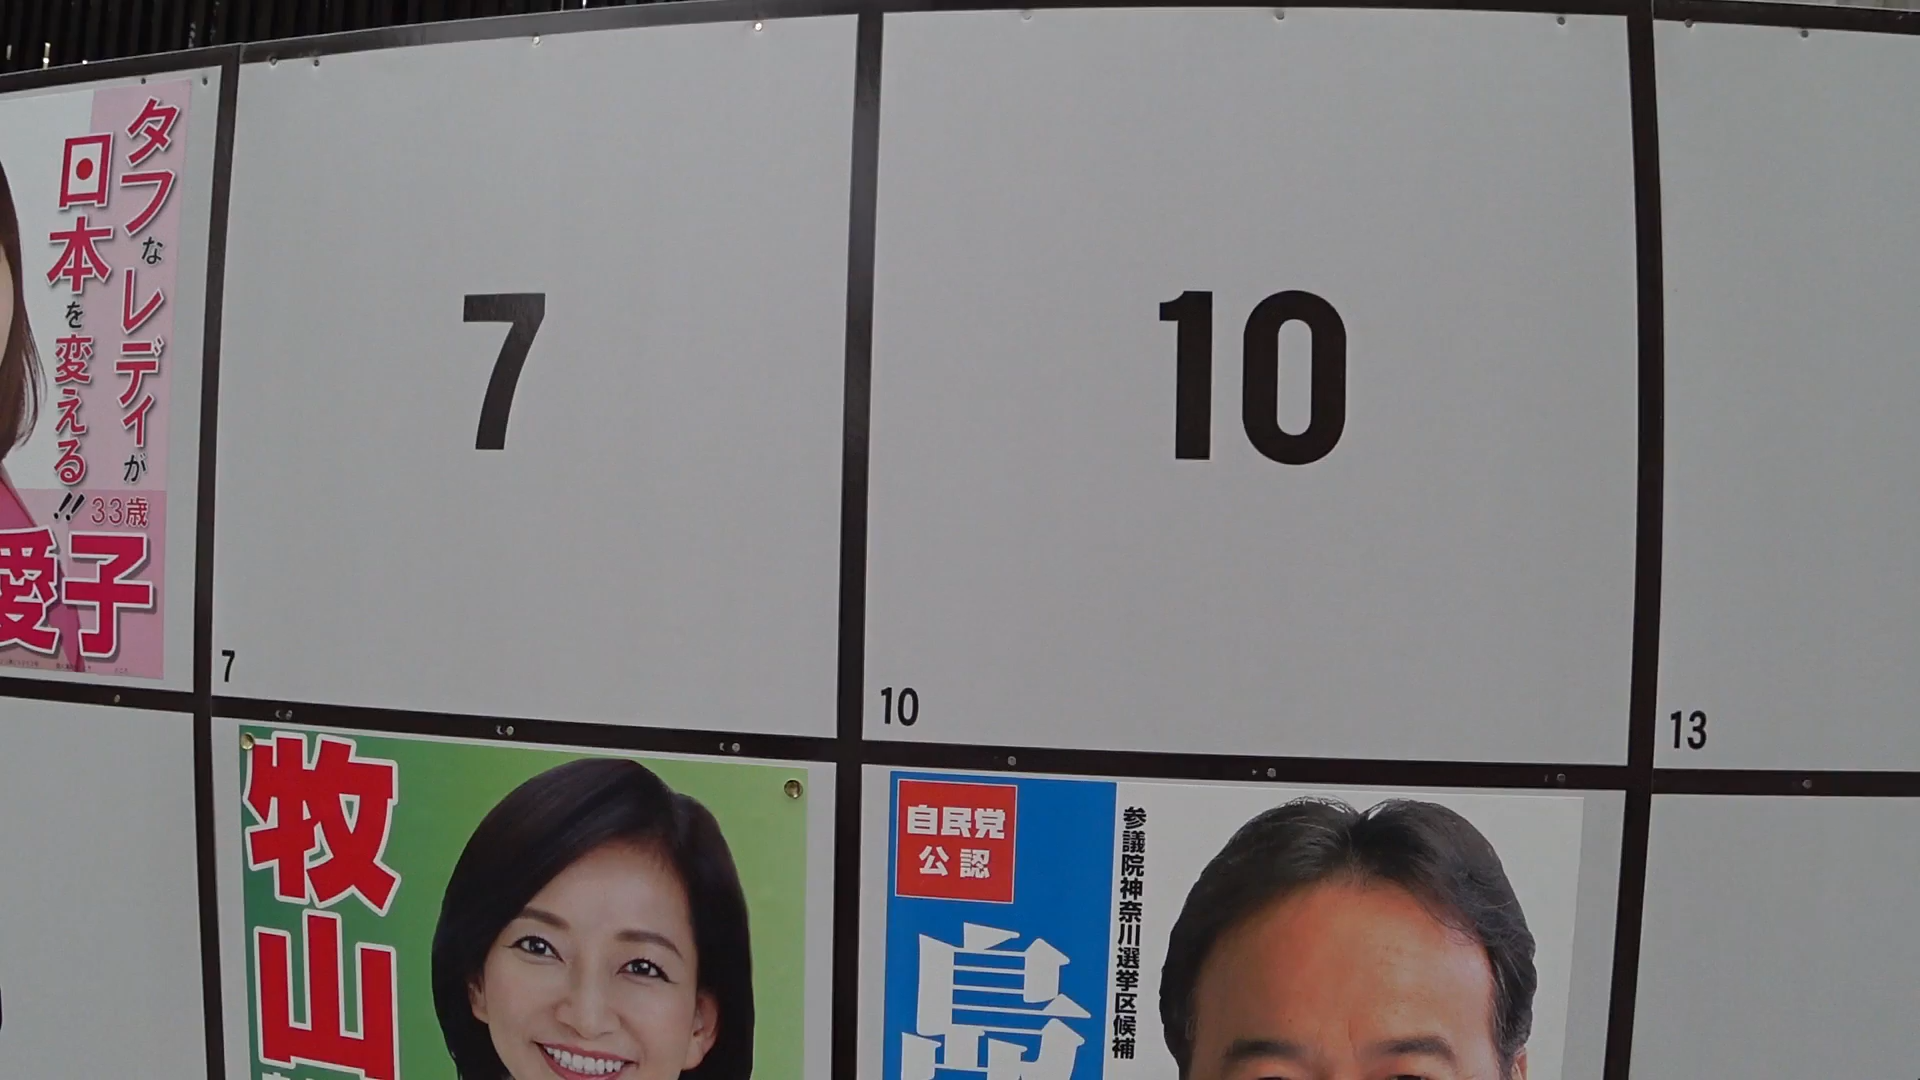 タフなレディが
日本を変える!!
33歳
愛子
7
7
10
10
13
牧山
自民党
公認
参議院神奈川選挙区候補
島